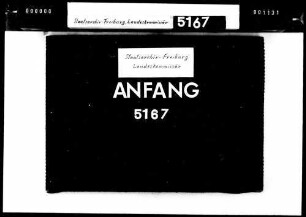 000000
Staatsarchiv Freiburg, Landeskommissär 5167
001131
Staatsarchiv Freiburg
Landeskommissär
ANFANG
5167